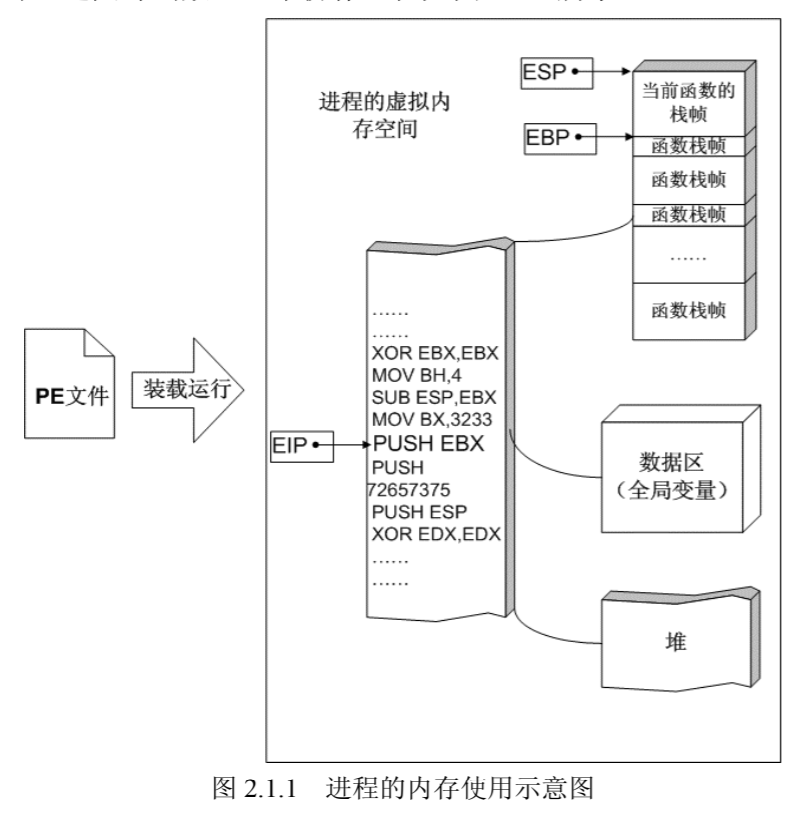 进程的虚拟内
存空间
ESP
当前函数的
栈帧
EBP
函数栈帧
函数栈帧
函数栈帧
……
函数栈帧
PE文件
装载运行
……
……
XOR EBX,EBX
MOV BH,4
SUB ESP,EBX
MOV BX,3233
EIP
PUSH EBX
PUSH
72657375
PUSH ESP
XOR EDX,EDX
……
……
数据区
（全局变量）
堆
图 2.1.1 进程的内存使用示意图